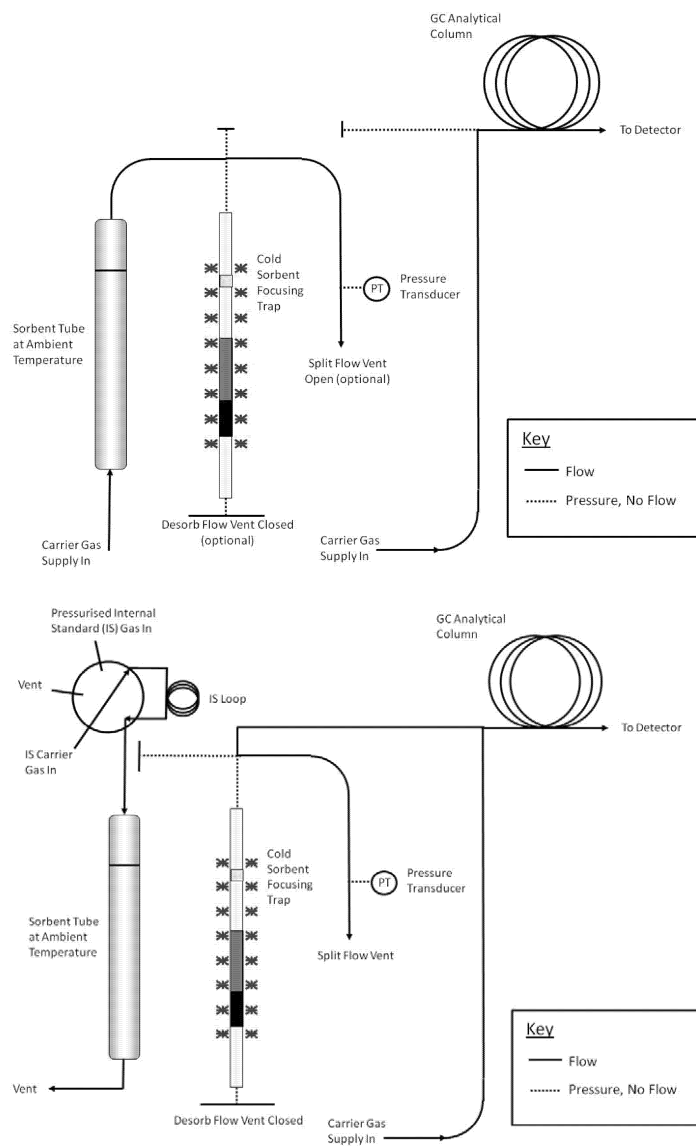 GC Analytical
Column
To Detector
Cold
Sorbent
Focusing
Trap
PT
Pressure
Transducer
Sorbent Tube
at Ambient
Temperature
Split Flow Vent
Open (optional)
Key
Flow
Pressure, No Flow
Desorb Flow Vent Closed
(optional)
Carrier Gas
Supply In
Carrier Gas
Supply In
Pressurised Internal
Standard (IS) Gas In
GC Analytical
Column
Vent
IS Loop
To Detector
IS Carrier
Gas In
Cold
Sorbent
Focusing
Trap
PT
Pressure
Transducer
Sorbent Tube
at Ambient
Temperature
Split Flow Vent
Key
Flow
Pressure, No Flow
Vent
Desorb Flow Vent Closed
Carrier Gas
Supply In